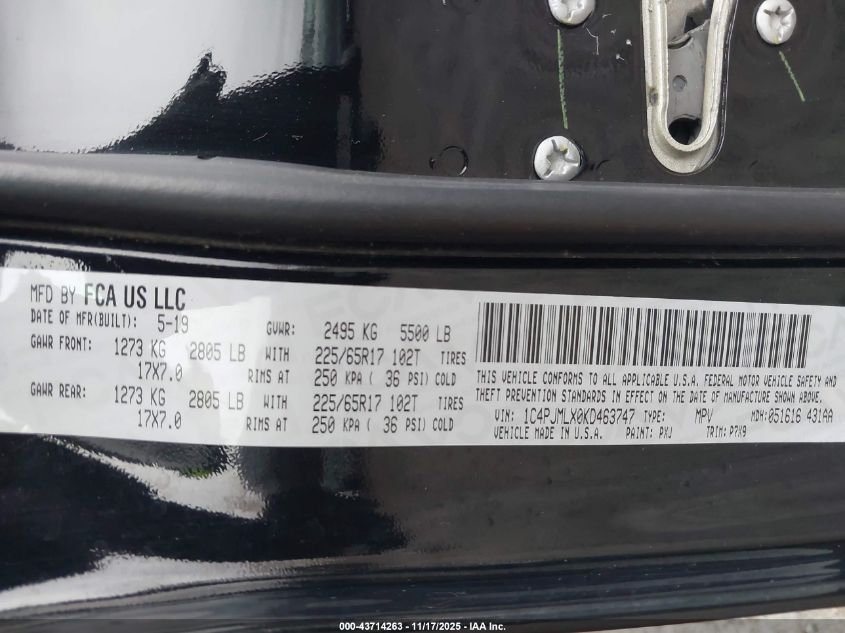 MFD BY FCA US LLC
DATE OF MFR(BUILT): 5-19 GVWR: 2495 KG 5500 LB
GAWR FRONT: 1273 KG 2805 LB WITH 225/65R17 102T TIRES
17X7.0 RIMS AT 250 KPA ( 36 PSI) COLD
GAWR REAR: 1273 KG 2805 LB WITH 225/65R17 102T TIRES
17X7.0 RIMS AT 250 KPA ( 36 PSI) COLD
THIS VEHICLE CONFORMS TO ALL APPLICABLE U.S.A. FEDERAL MOTOR VEHICLE SAFETY AND
THEFT PREVENTION STANDARDS IN EFFECT ON THE DATE OF MANUFACTURE SHOWN ABOVE.
VIN: 1C4PJMLX0KD463747 TYPE: MPV MDH: 051616 431AA
VEHICLE MADE IN U.S.A. PAINT: PXJ TRIM: P7X9
000-43714263 - 11/17/2025 - IAA Inc.